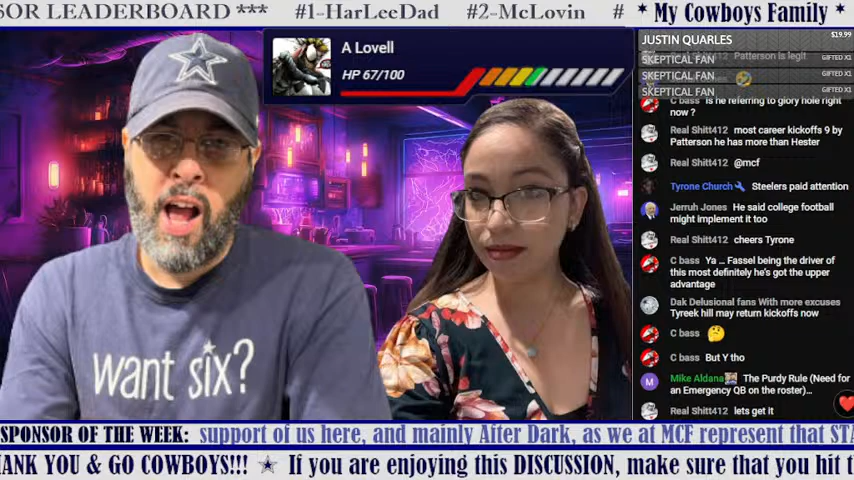 SOR LEADERBOARD *** #1-HarLeeDad #2-McLovin # * My Cowboys Family *
A Lovell
HP 67/100
want six?
JUSTIN QUARLES $19.99
Patterson is legit
SKEPTICAL FAN GIFTED X1
SKEPTICAL FAN GIFTED X1
SKEPTICAL FAN GIFTED X1
C bass Is he referring to glory hole right
now ?
Real Shitt412 most career kickoffs 9 by
Patterson he has more than Hester
Real Shitt412 @mcf
Tyrone Church Steelers paid attention
Jerruh Jones He said college football
might implement it too
Real Shitt412 cheers Tyrone
C bass Ya ... Fassel being the driver of
this most definitely he's got the upper
advantage
Dak Delusional fans With more excuses
Tyreek hill may return kickoffs now
C bass 🤔
C bass But Y tho
M Mike Aldana The Purdy Rule (Need for
an Emergency QB on the roster)...
Real Shitt412 lets get it
SPONSOR OF THE WEEK: support of us here, and mainly After Dark, as we at MCF represent that STA
ANK YOU & GO COWBOYS!!! If you are enjoying this DISCUSSION, make sure that you hit t